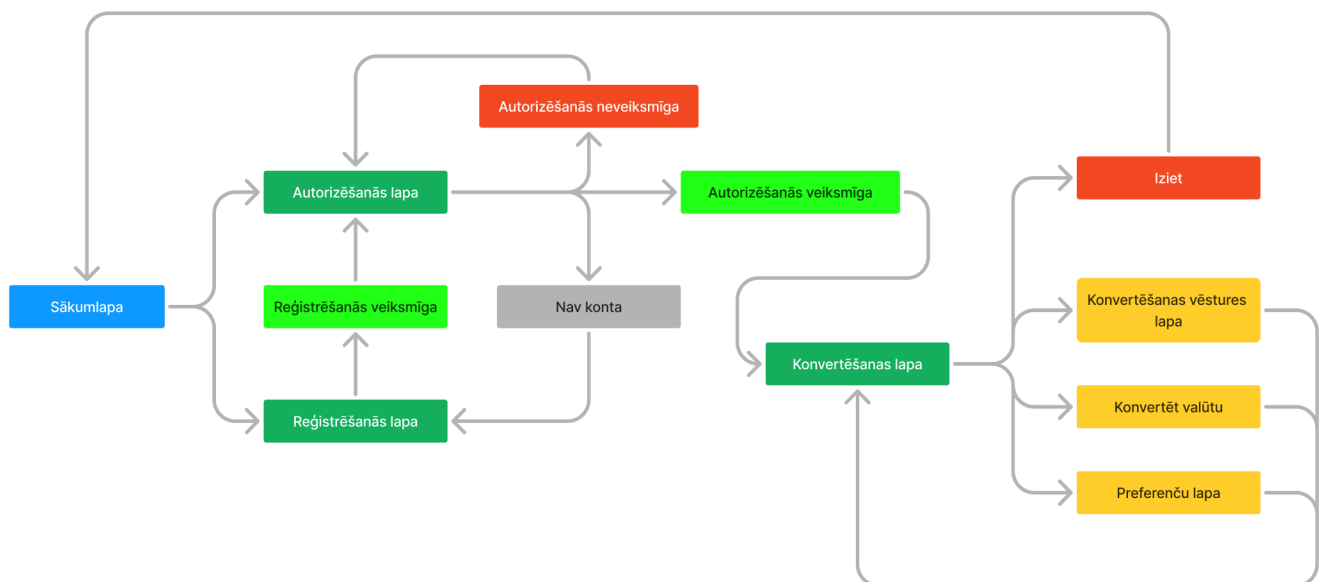 Autorizēšanās neveiksmīga
Autorizēšanās lapa
Autorizēšanās veiksmīga
Iziet
Sākumlapa
Reģistrēšanās veiksmīga
Nav konta
Konvertēšanas vēstures
lapa
Konvertēšanas lapa
Konvertēt valūtu
Reģistrēšanās lapa
Preferenču lapa